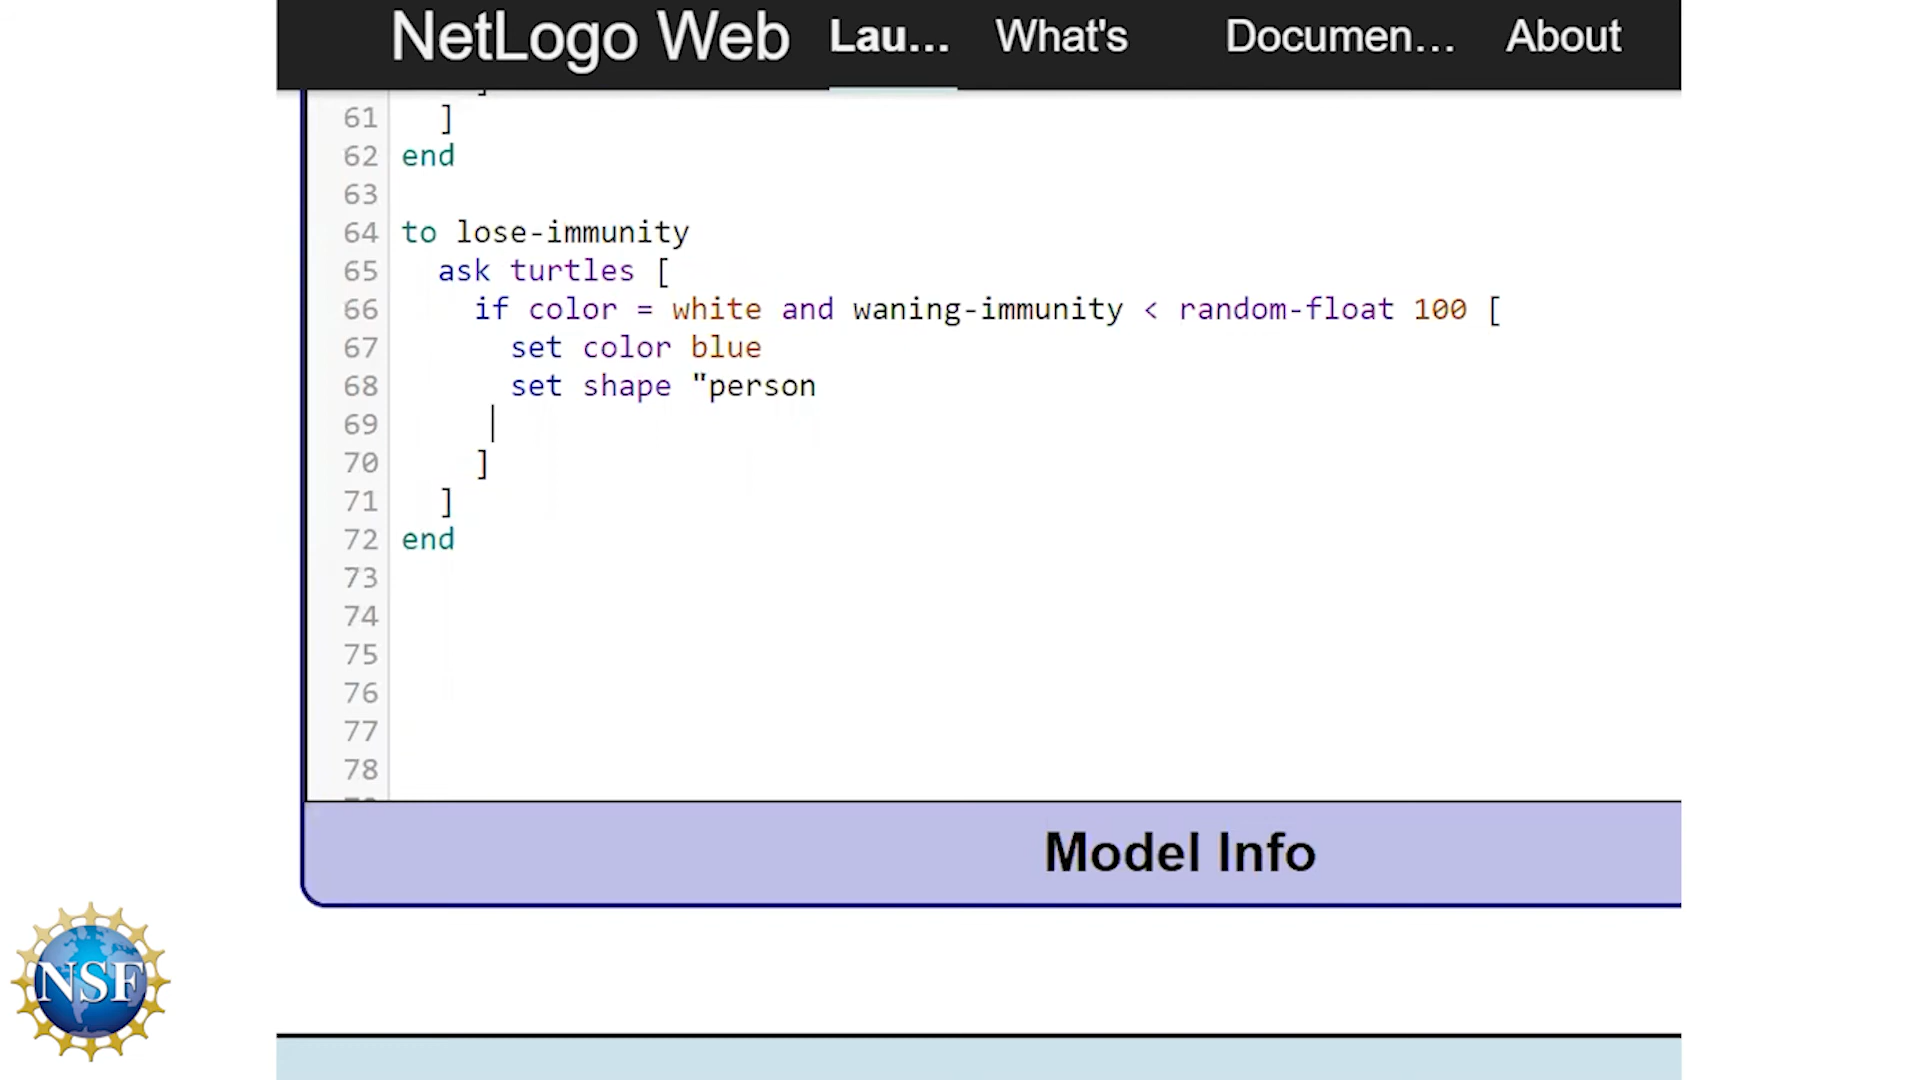 NetLogo Web Lau... What's Documen... About
61 ]
62 end
63
64 to lose-immunity
65 ask turtles [
66 if color = white and waning-immunity < random-float 100 [
67 set color blue
68 set shape "person
69
70 ]
71 ]
72 end
73
74
75
76
77
78
Model Info
NSF